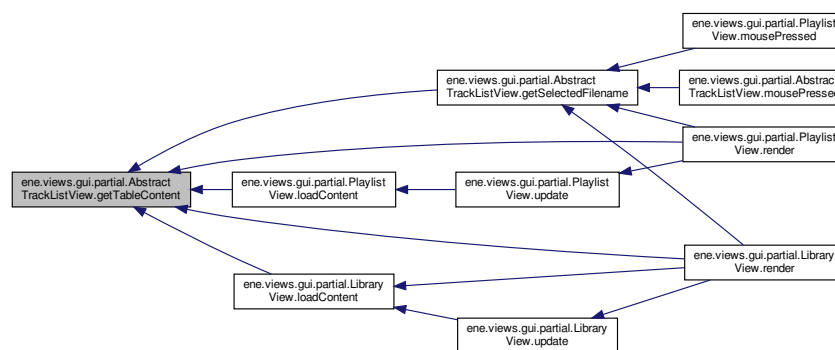 ene.views.gui.partial.Playlist
View.mousePressed
ene.views.gui.partial.Abstract
TrackListView.getSelectedFilename
ene.views.gui.partial.Abstract
TrackListView.mousePressed
ene.views.gui.partial.Playlist
View.render
ene.views.gui.partial.Abstract
TrackListView.getTableContent
ene.views.gui.partial.Playlist
View.loadContent
ene.views.gui.partial.Playlist
View.update
ene.views.gui.partial.Library
View.render
ene.views.gui.partial.Library
View.loadContent
ene.views.gui.partial.Library
View.update